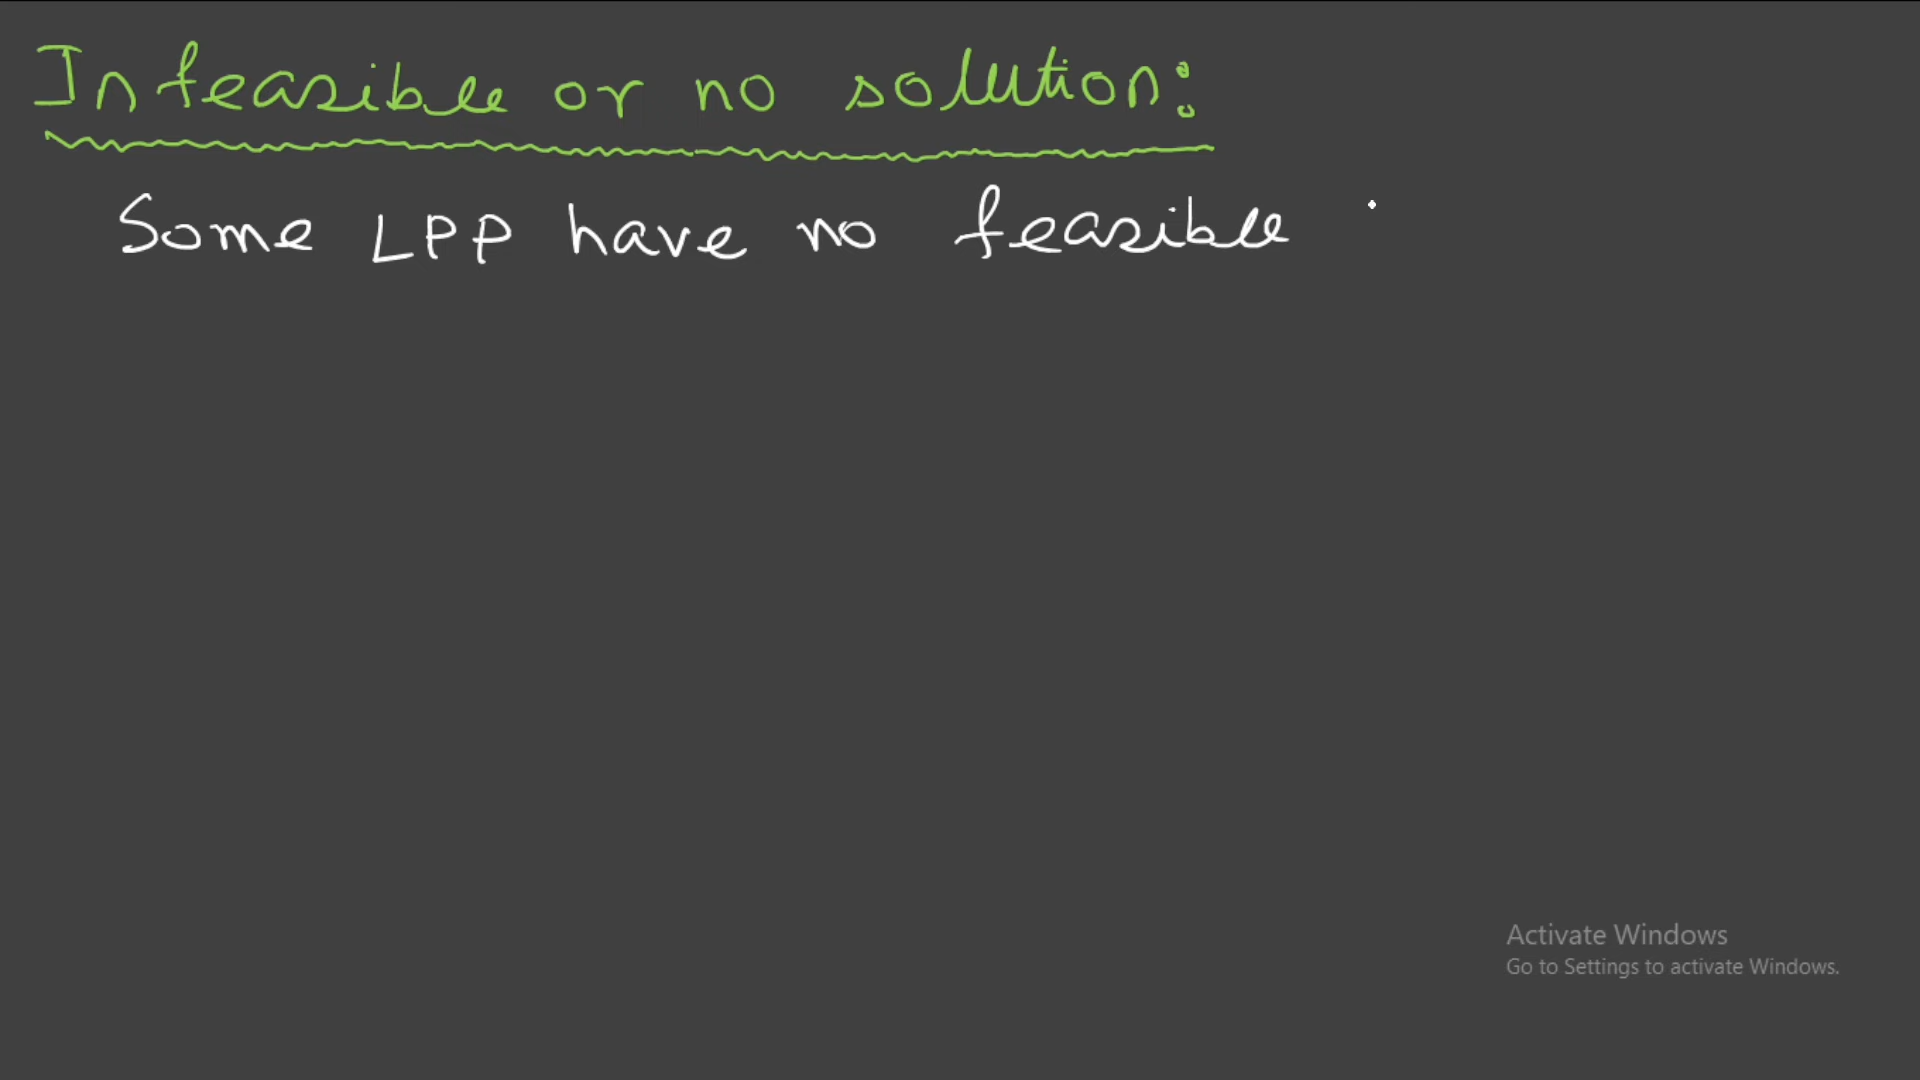 Infeasible or no solution:
Some LPP have no feasible
Activate Windows
Go to Settings to activate Windows.